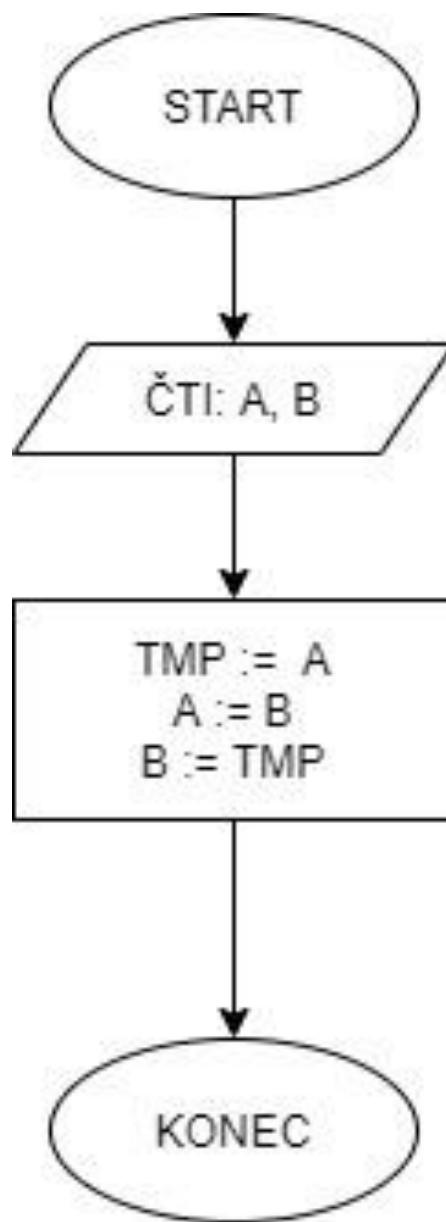 START
ČTI: A, B
TMP := A
A := B
B := TMP
KONEC